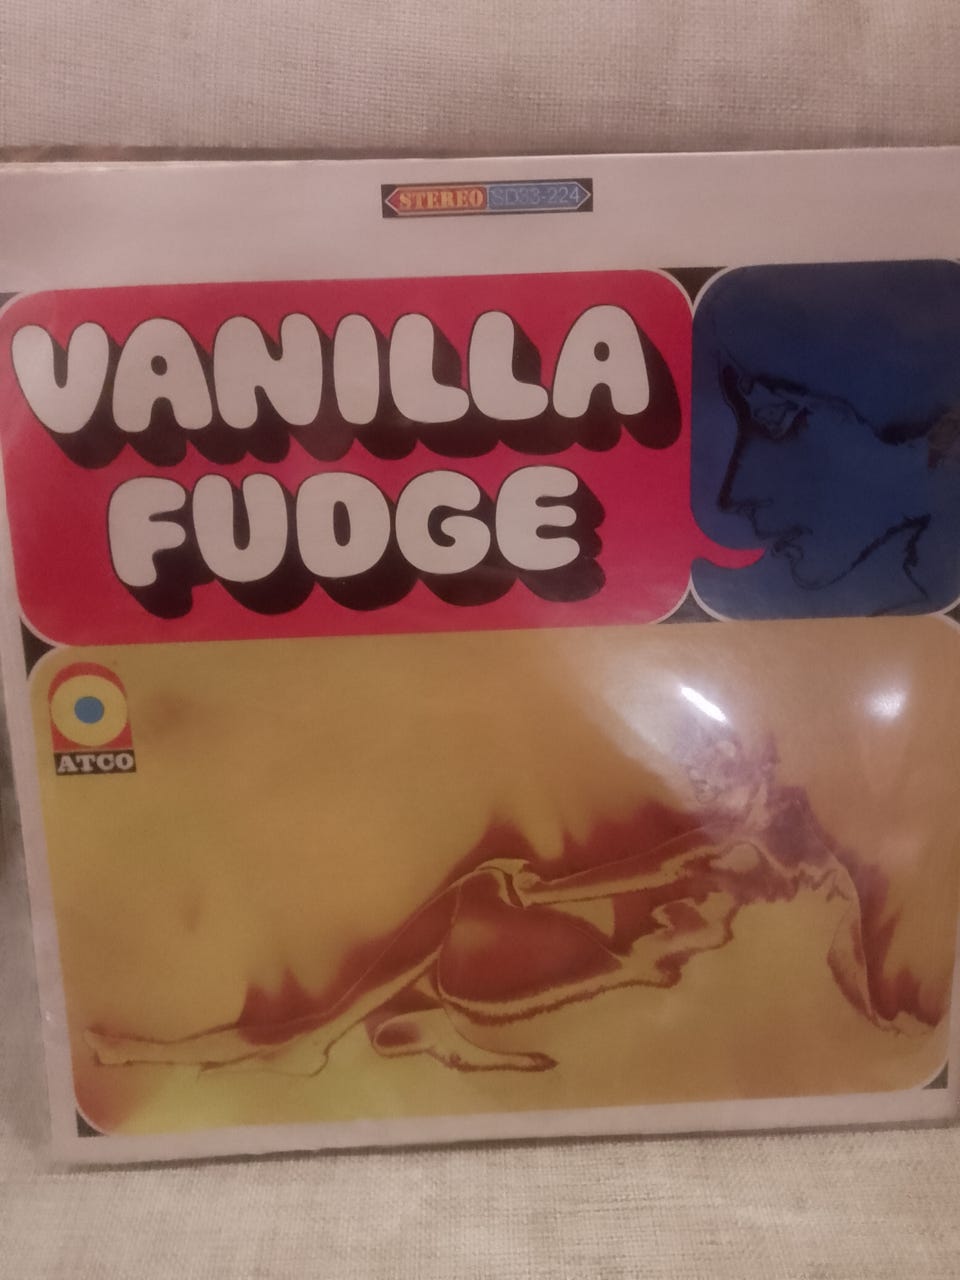 STEREO SD33-224
VANILLA
FUDGE
ATCO